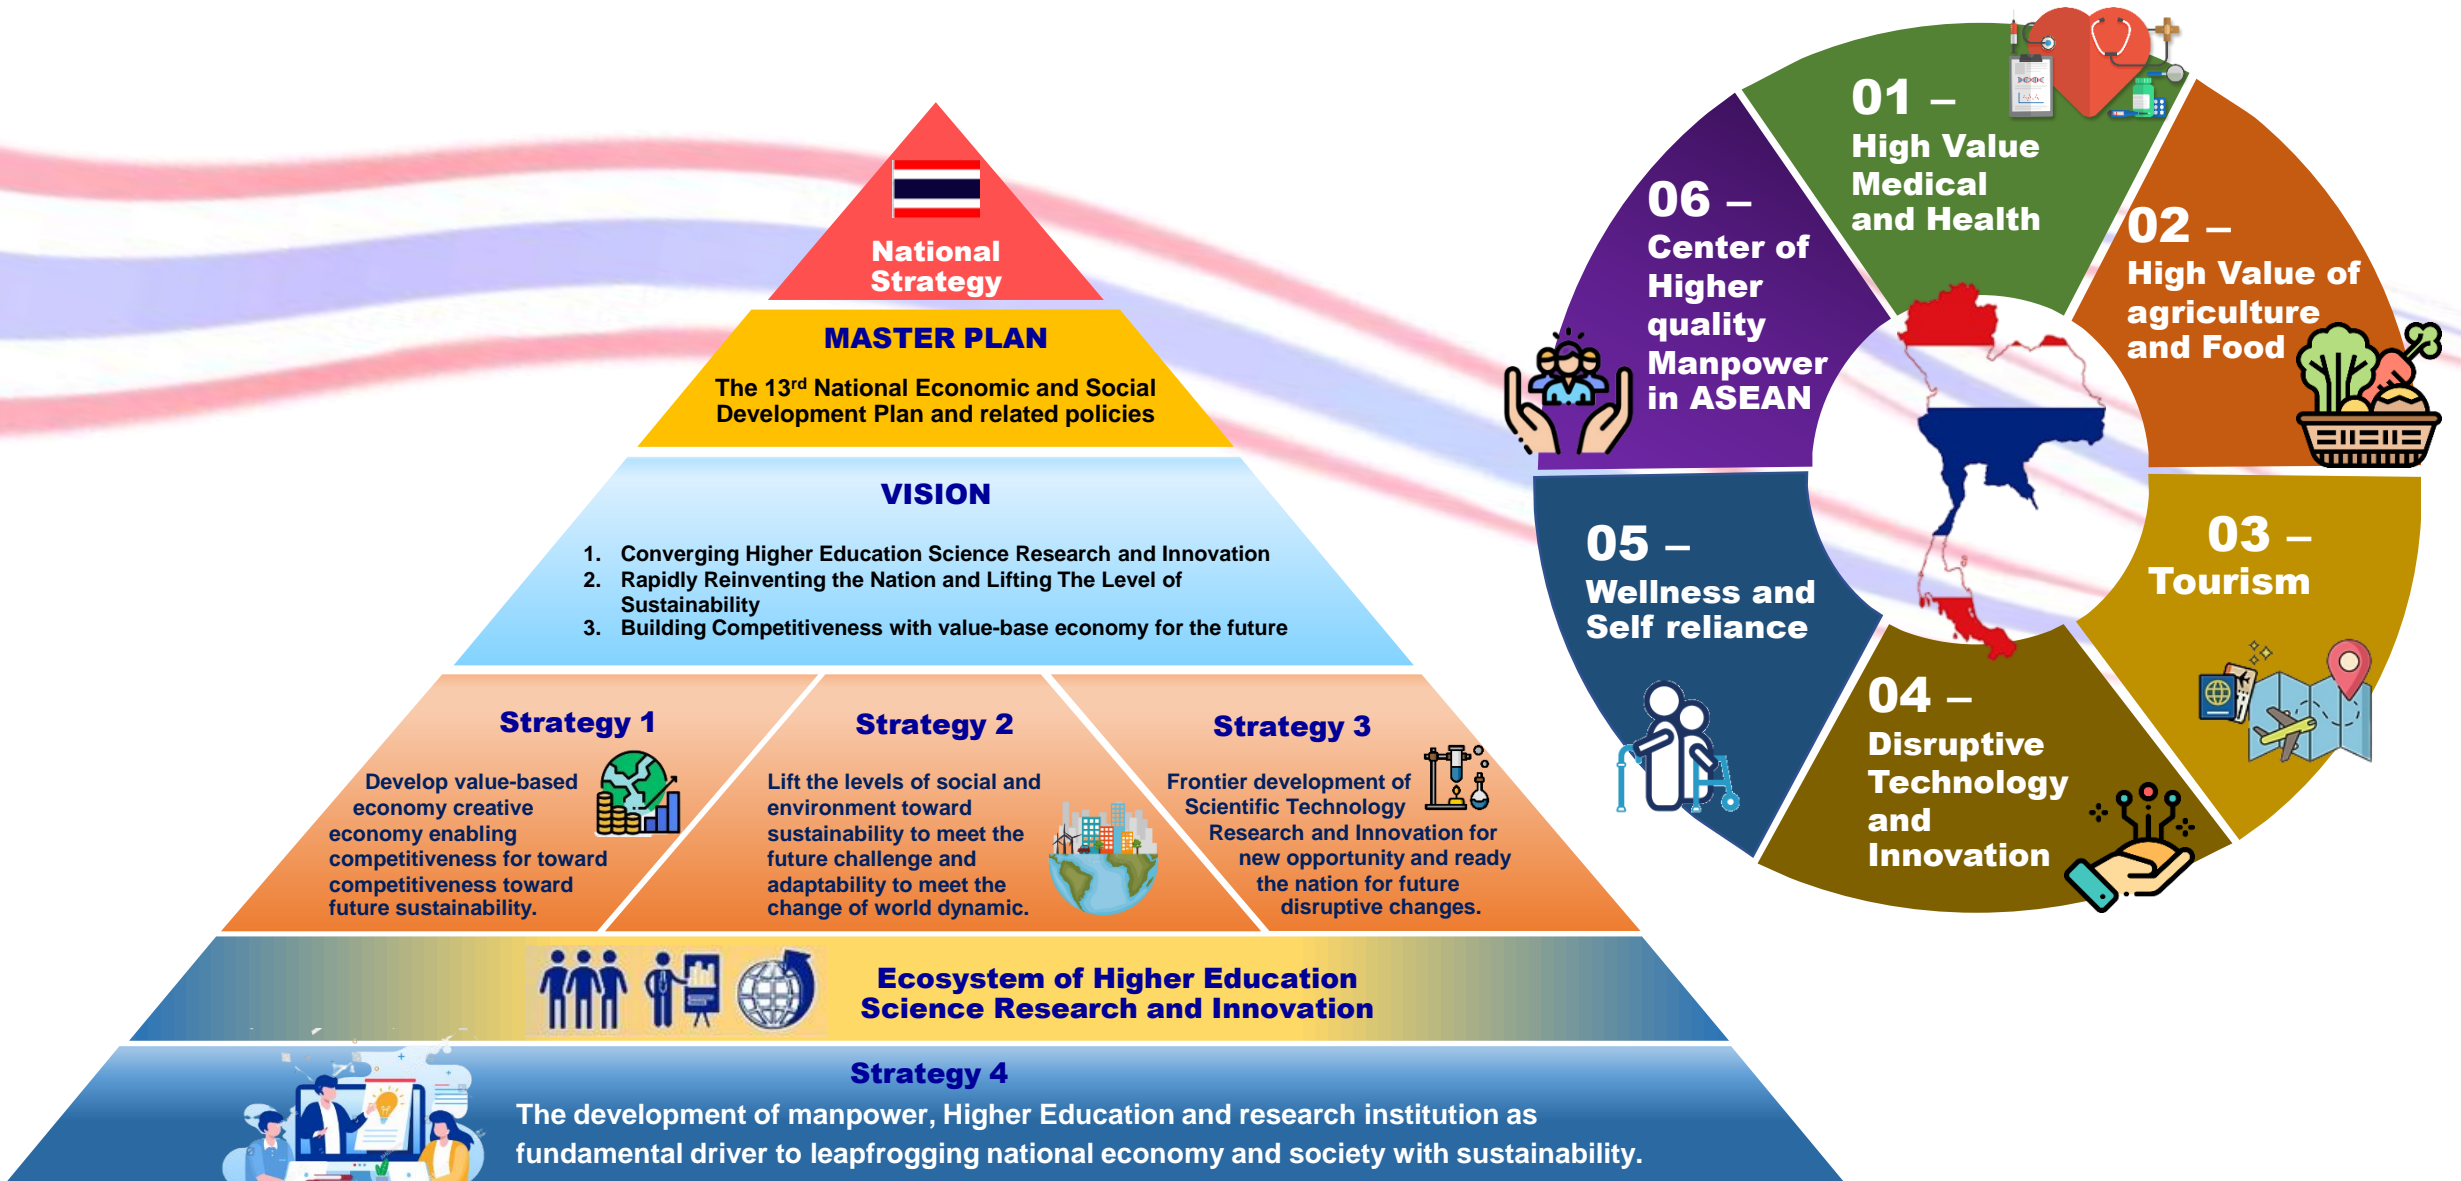 National
Strategy
MASTER PLAN
The 13rd National Economic and Social
Development Plan and related policies
VISION
1. Converging Higher Education Science Research and Innovation
2. Rapidly Reinventing the Nation and Lifting The Level of
Sustainability
3. Building Competitiveness with value-base economy for the future
Strategy 1
Develop value-based
economy creative
economy enabling
competitiveness for toward
competitiveness toward
future sustainability.
Strategy 2
Lift the levels of social and
environment toward
sustainability to meet the
future challenge and
adaptability to meet the
change of world dynamic.
Strategy 3
Frontier development of
Scientific Technology
Research and Innovation for
new opportunity and ready
the nation for future
disruptive changes.
Ecosystem of Higher Education
Science Research and Innovation
Strategy 4
The development of manpower, Higher Education and research institution as
fundamental driver to leapfrogging national economy and society with sustainability.
01 –
High Value
Medical
and Health
02 –
High Value of
agriculture
and Food
03 –
Tourism
04 –
Disruptive
Technology
and
Innovation
05 –
Wellness and
Self reliance
06 –
Center of
Higher
quality
Manpower
in ASEAN